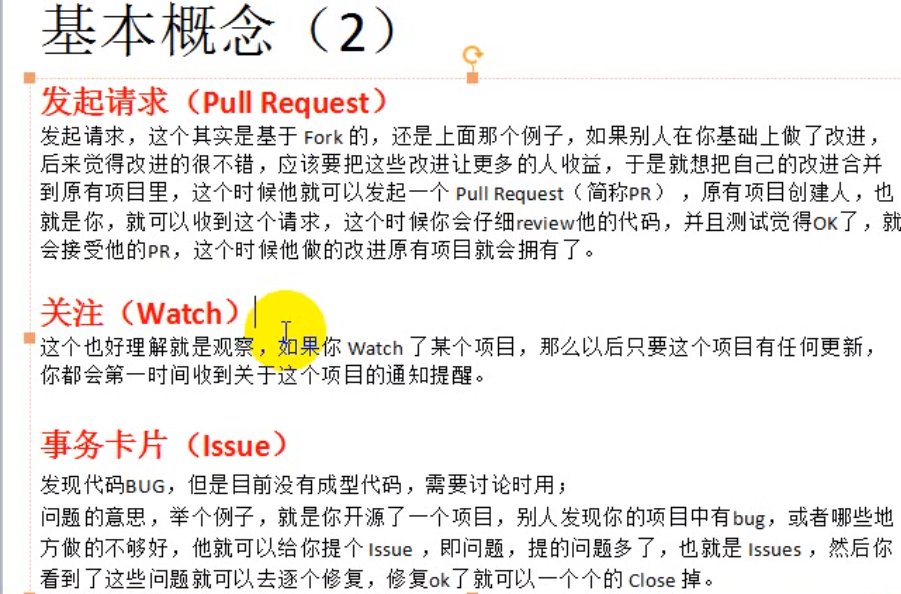 基本概念（2）
发起请求（Pull Request）
发起请求，这个其实是基于 Fork 的，还是上面那个例子，如果别人在你基础上做了改进，
后来觉得改进的很不错，应该要把这些改进让更多的人收益，于是就想把自己的改进合并
到原有项目里，这个时候他就可以发起一个 Pull Request（简称PR） ，原有项目创建人，也
就是你，就可以收到这个请求，这个时候你会仔细review他的代码，并且测试觉得OK了，就
会接受他的PR，这个时候他做的改进原有项目就会拥有了。
关注（Watch）
这个也好理解就是观察，如果你 Watch 了某个项目，那么以后只要这个项目有任何更新，
你都会第一时间收到关于这个项目的通知提醒。
事务卡片（Issue）
发现代码BUG，但是目前没有成型代码，需要讨论时用；
问题的意思，举个例子，就是你开源了一个项目，别人发现你的项目中有bug，或者哪些地
方做的不够好，他就可以给你提个 Issue ，即问题，提的问题多了，也就是 Issues ，然后你
看到了这些问题就可以去逐个修复，修复ok了就可以一个个的 Close 掉。